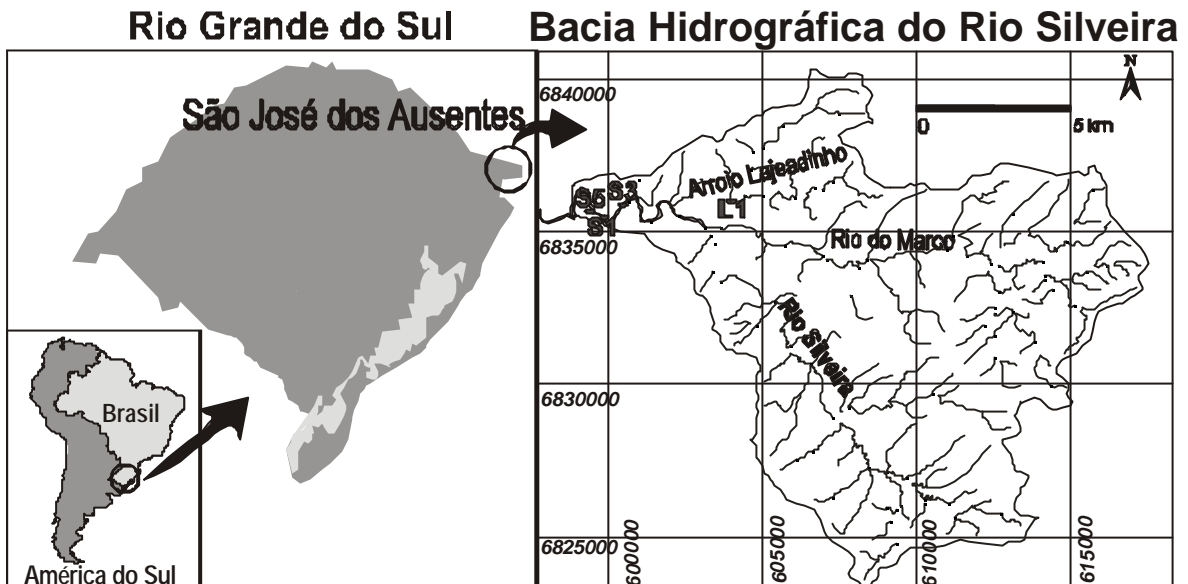 Rio Grande do Sul
São José dos Ausentes
Brasil
América do Sul
Bacia Hidrográfica do Rio Silveira
N
0
5 km
6840000
Arroio Lajeadinho
S5
S3
L1
S1
6835000
Rio do Marco
Rio Silveira
6830000
6825000
600000
605000
610000
615000